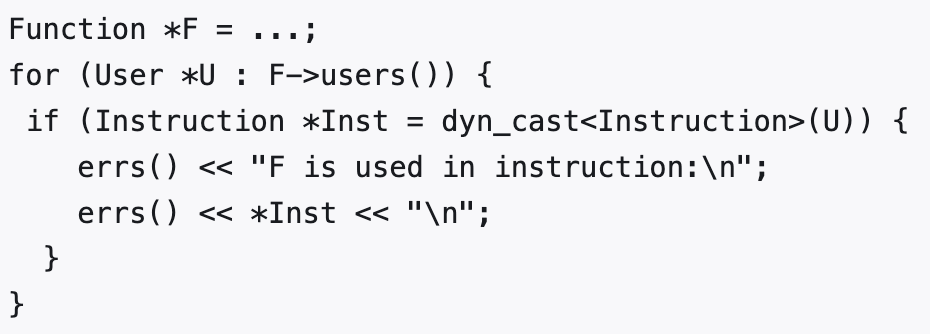 Function *F = ...;
for (User *U : F->users()) {
 if (Instruction *Inst = dyn_cast<Instruction>(U)) {
    errs() << "F is used in instruction:\n";
    errs() << *Inst << "\n";
  }
}